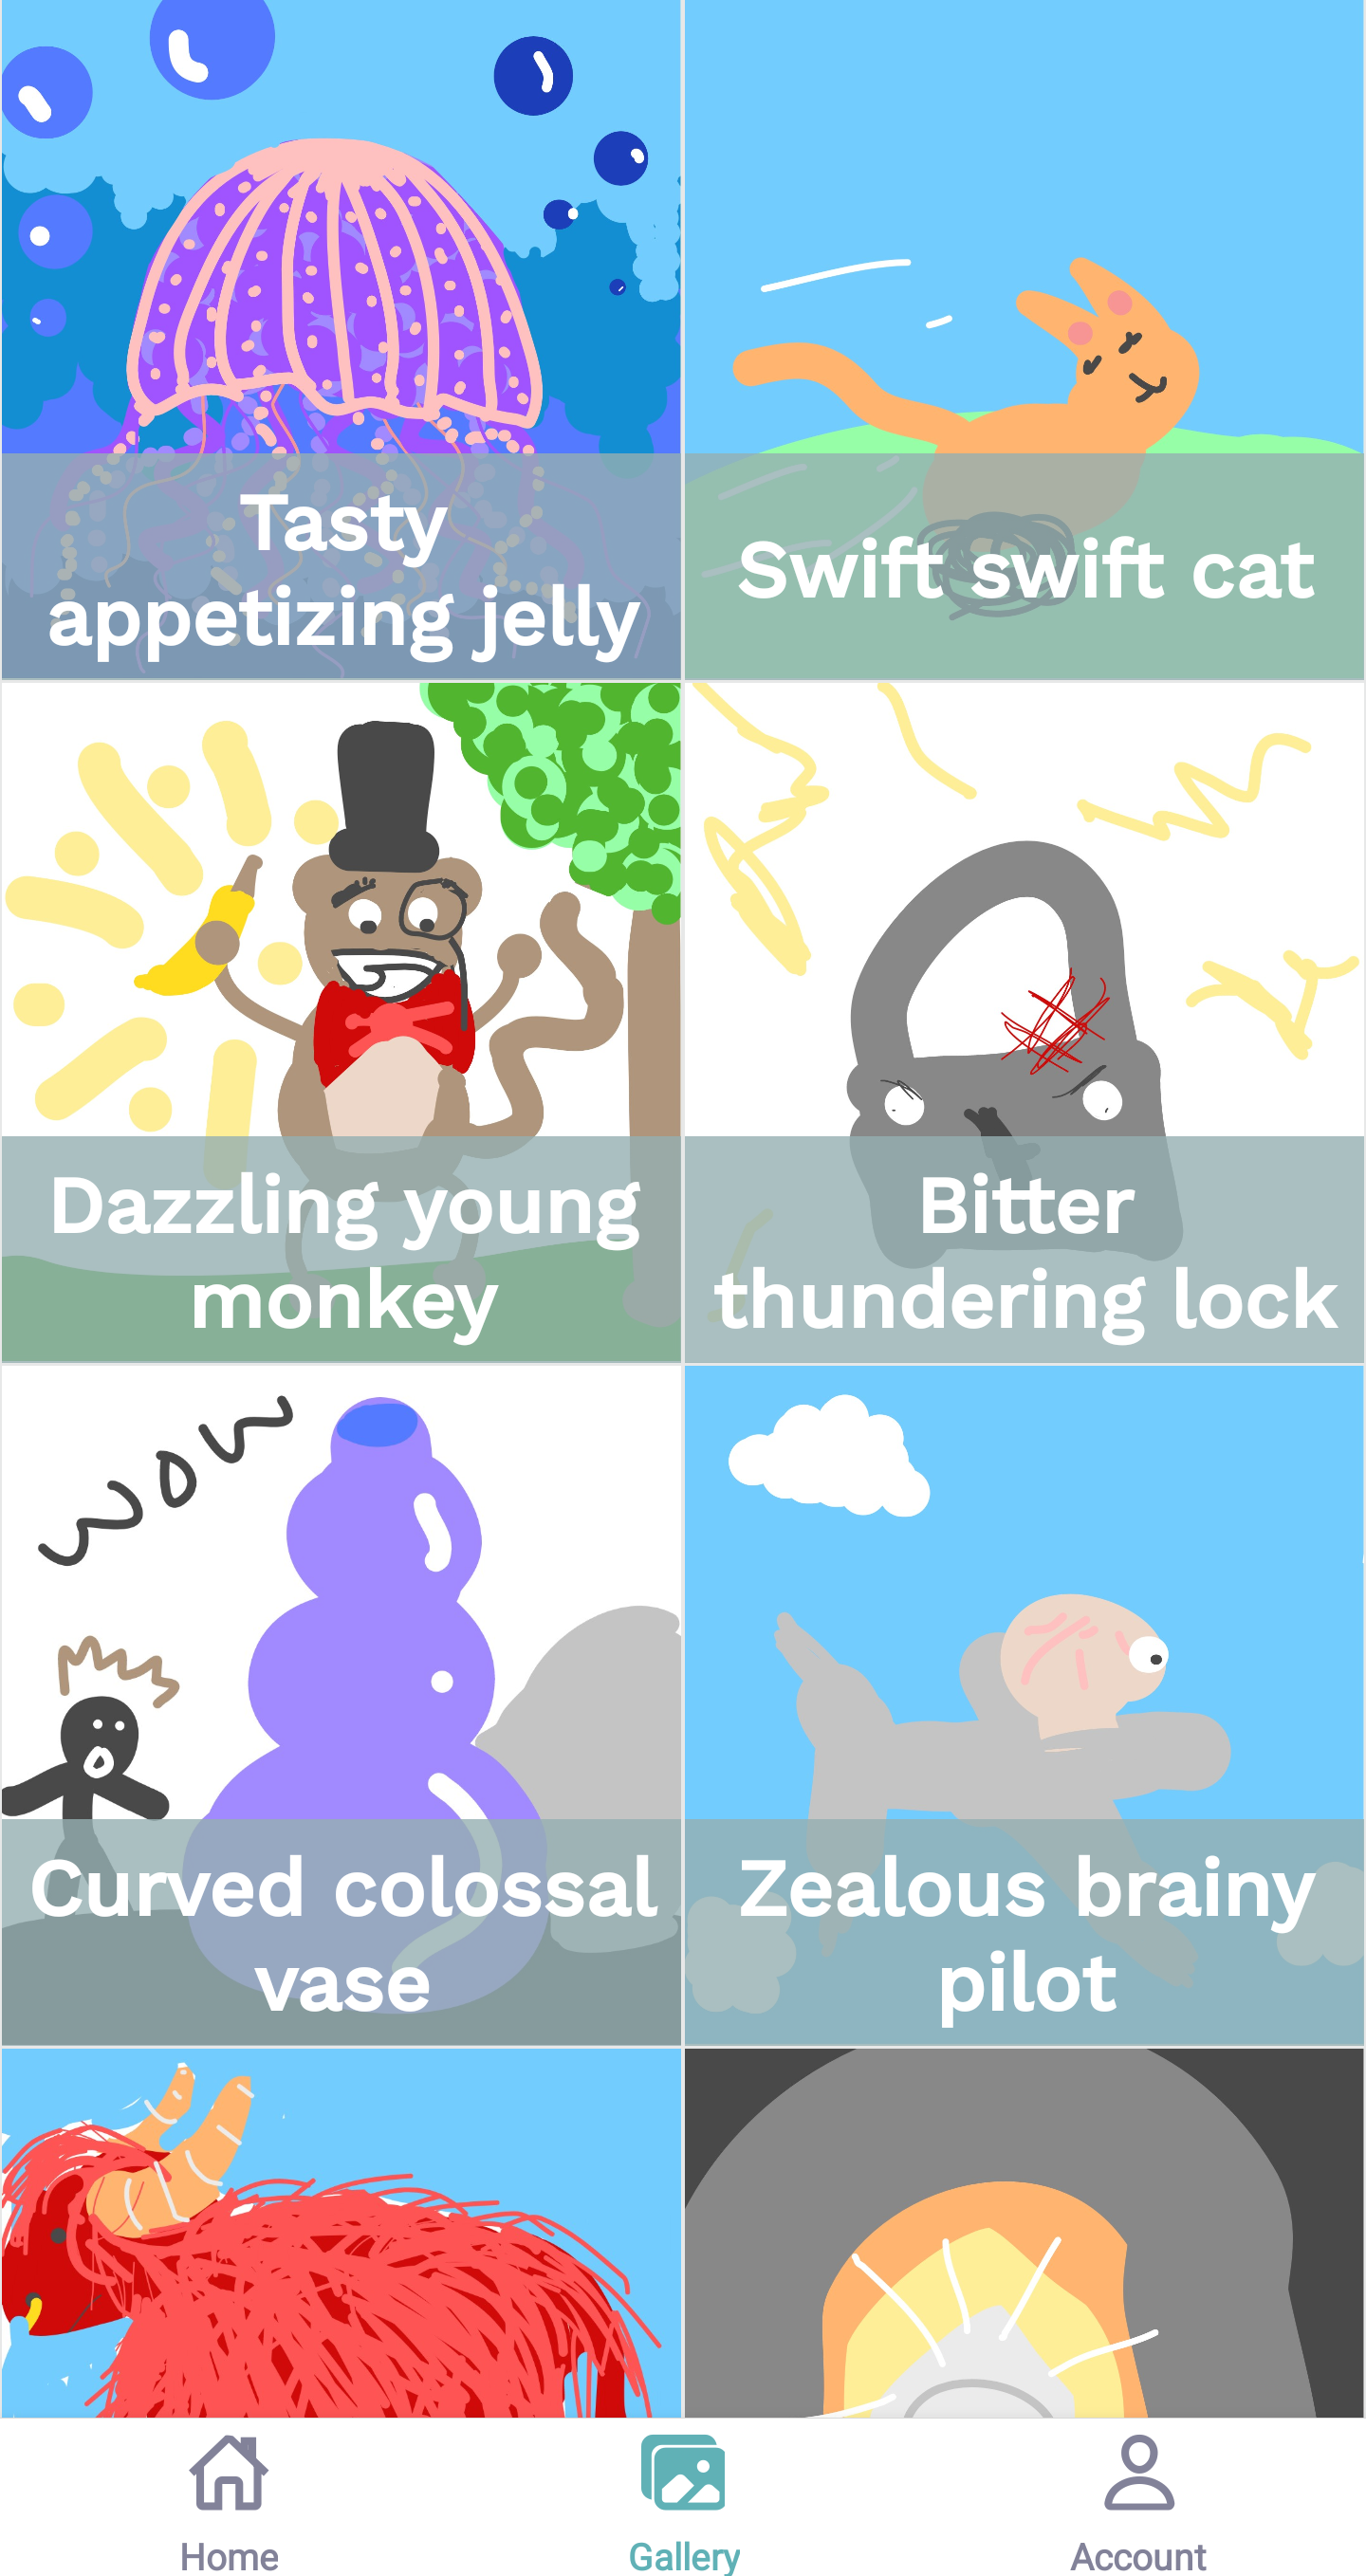 Tasty
appetizing jelly
Swift swift cat
Dazzling young
monkey
Bitter
thundering lock
wow
Curved colossal
vase
Zealous brainy
pilot
Home
Gallery
Account